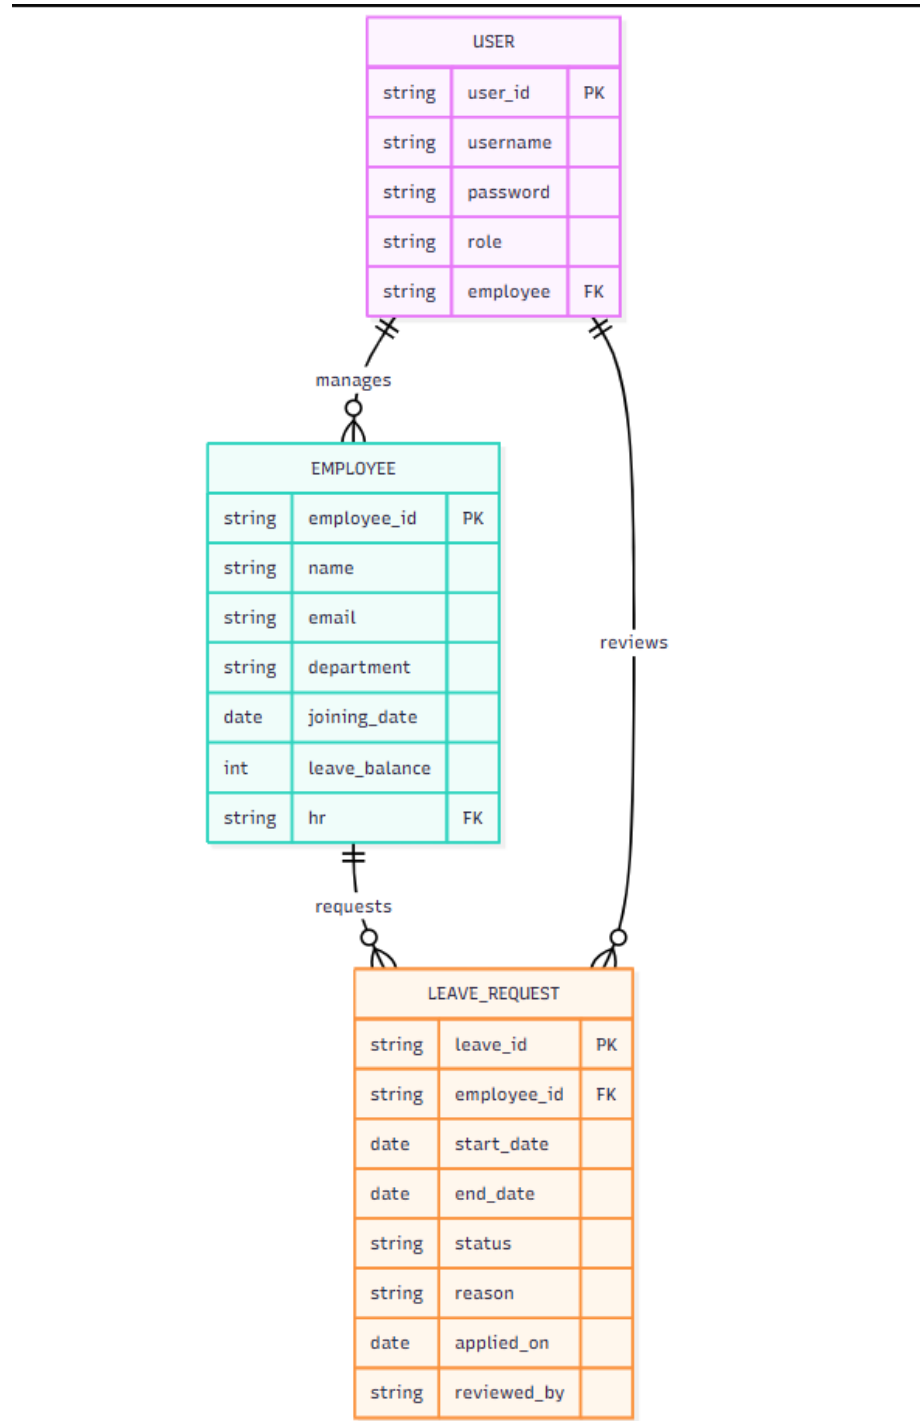 USER
string user_id PK
string username
string password
string role
string employee FK
manages
EMPLOYEE
string employee_id PK
string name
string email
string department
date joining_date
int leave_balance
string hr FK
reviews
requests
LEAVE_REQUEST
string leave_id PK
string employee_id FK
date start_date
date end_date
string status
string reason
date applied_on
string reviewed_by